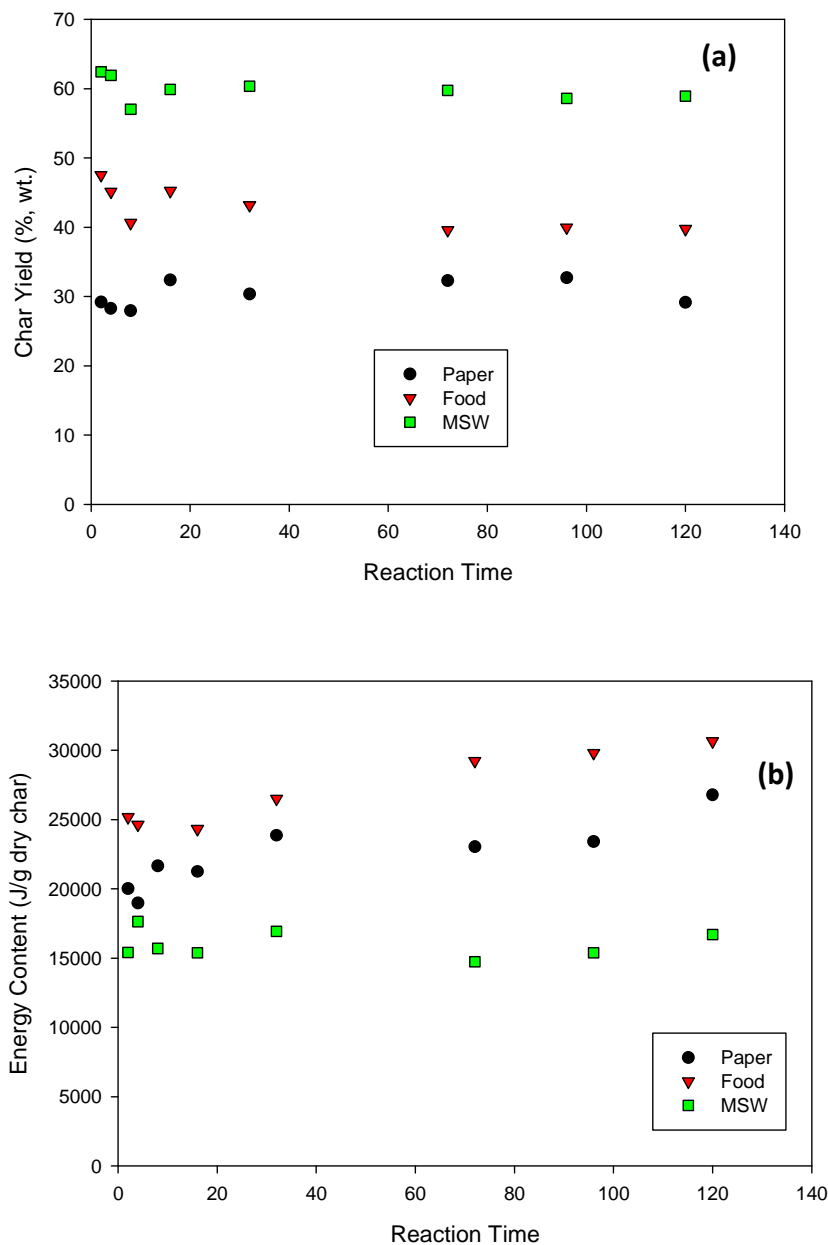 70
(a)
60
50
40
30
20
10
0
Char Yield (%, wt.)
Paper
Food
MSW
0 20 40 60 80 100 120 140
Reaction Time
35000
30000
(b)
25000
20000
15000
10000
5000
0
Energy Content (J/g dry char)
Paper
Food
MSW
0 20 40 60 80 100 120 140
Reaction Time